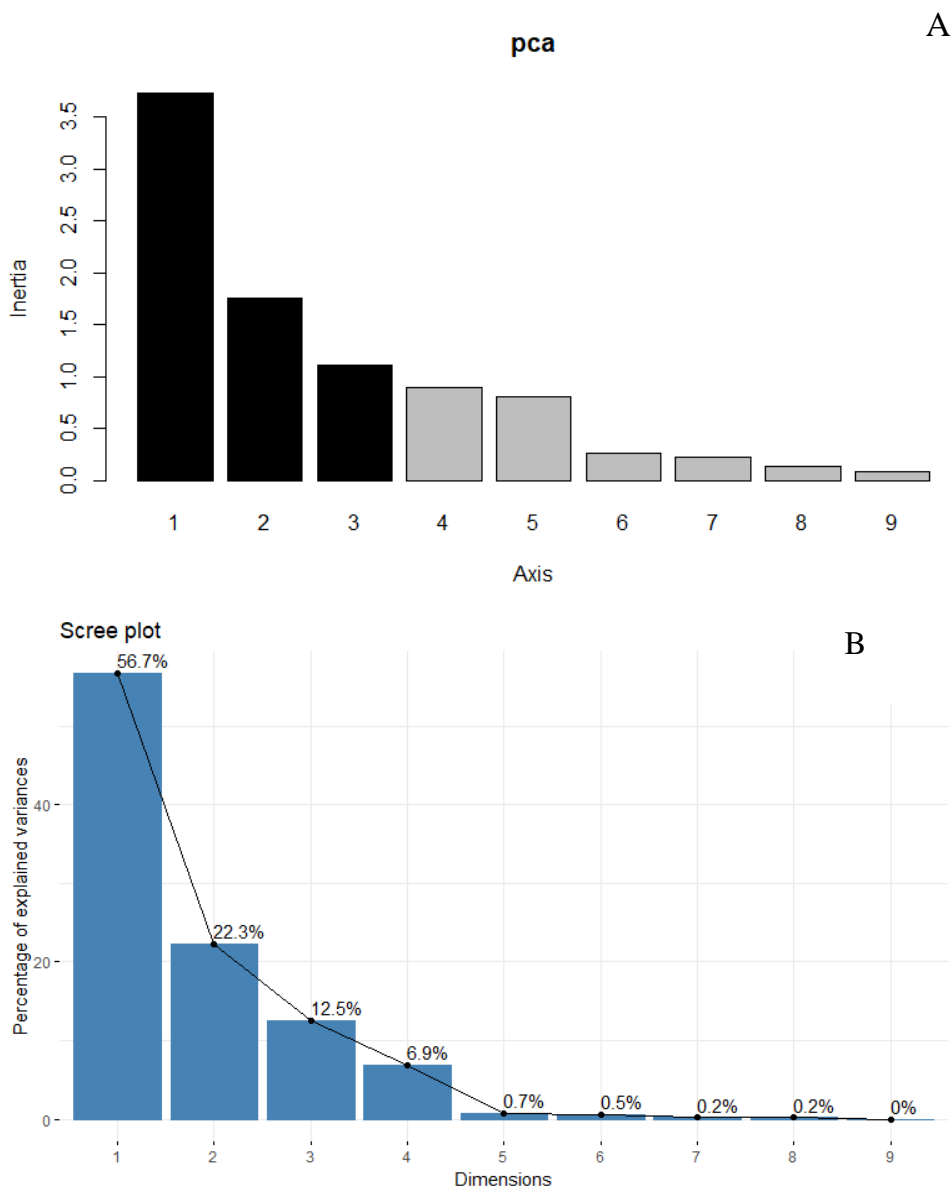 A
pca
Inertia
3.5
3.0
2.5
2.0
1.5
1.0
0.5
0.0
1 2 3 4 5 6 7 8 9
Axis
Scree plot
B
Percentage of explained variances
40
20
0
56.7%
22.3%
12.5%
6.9%
0.7%
0.5%
0.2%
0.2%
0%
1 2 3 4 5 6 7 8 9
Dimensions